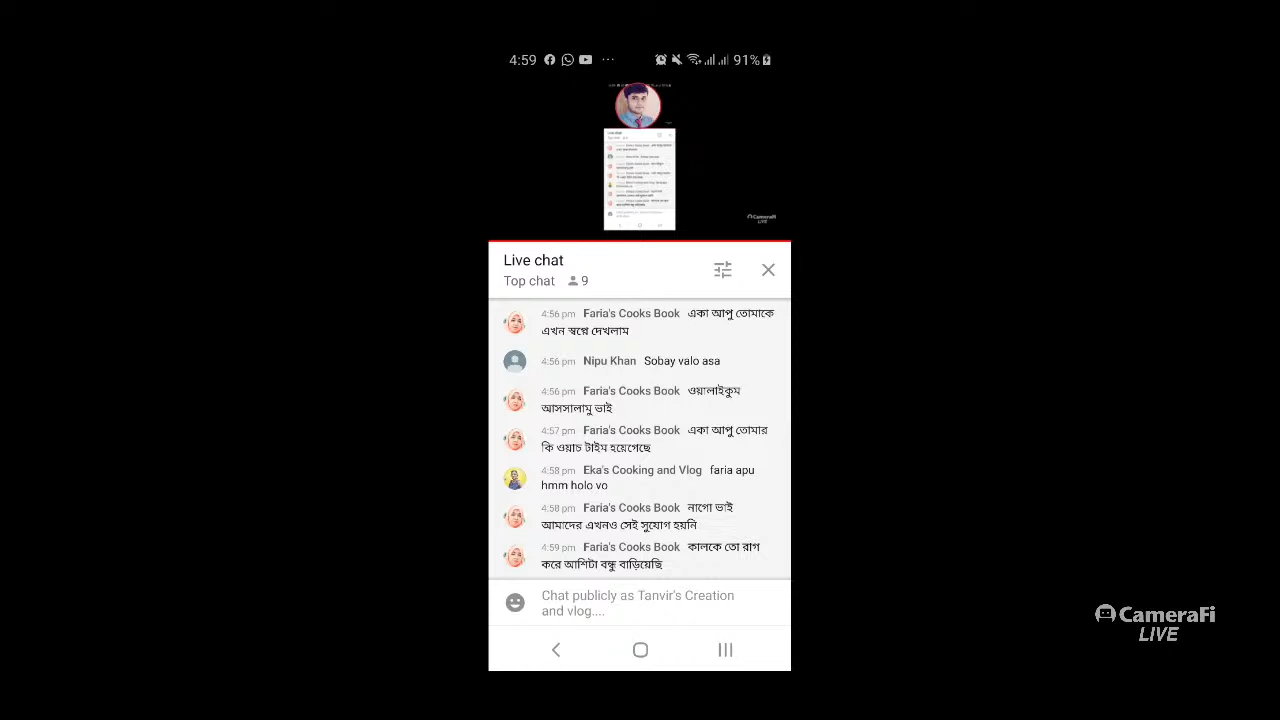 4:59 ... 91%
Live chat
Top chat 9
4:56 pm Faria's Cooks Book একা আপু তোমাকে
এখন স্বপ্নে দেখলাম
4:56 pm Nipu Khan Sobay valo asa
4:56 pm Faria's Cooks Book ওয়ালাইকুম
আসসালামু ভাই
4:57 pm Faria's Cooks Book একা আপু তোমার
কি ওয়াচ টাইম হয়েগেছে
4:58 pm Eka's Cooking and Vlog faria apu
hmm holo vo
4:58 pm Faria's Cooks Book নাগো ভাই
আমাদের এখনও সেই সুযোগ হয়নি
4:59 pm Faria's Cooks Book কালকে তো রাগ
করে আশিটা বন্ধু বাড়িয়েছি
Chat publicly as Tanvir's Creation
and vlog....
CameraFi
LIVE
CameraFi
LIVE